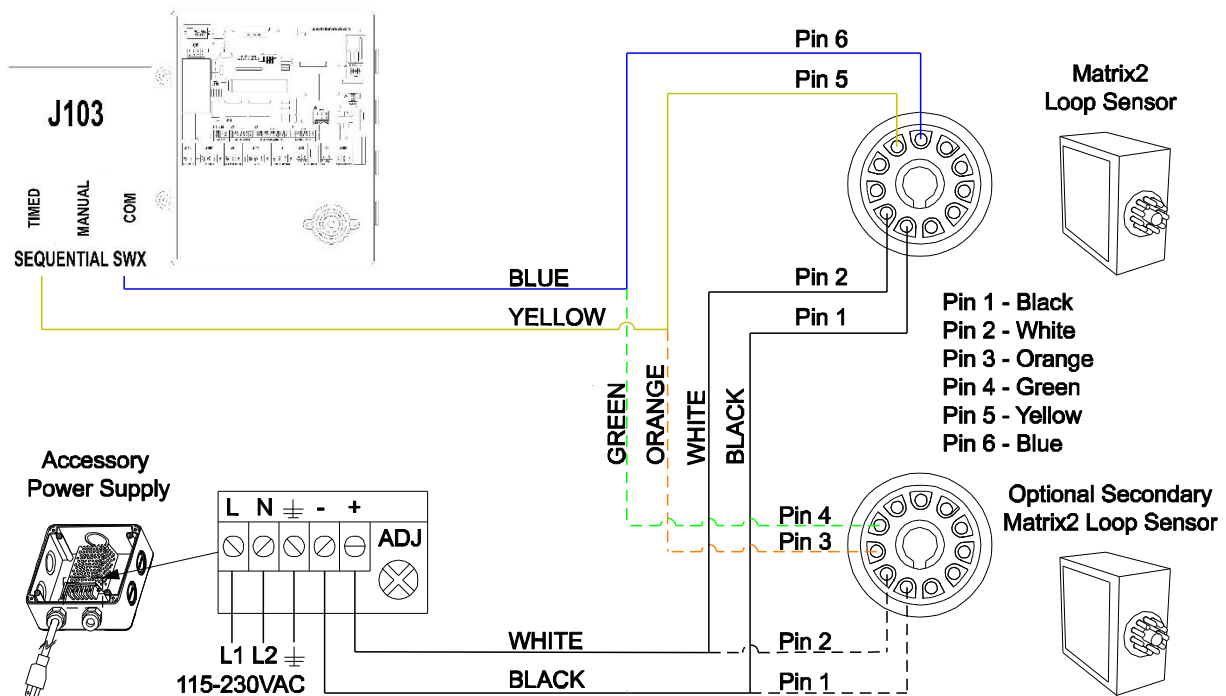 J103
TIMED
MANUAL
COM
SEQUENTIAL SWX
BLUE
YELLOW
Pin 6
Pin 5
Pin 2
Pin 1
Matrix2
Loop Sensor
Pin 1 - Black
Pin 2 - White
Pin 3 - Orange
Pin 4 - Green
Pin 5 - Yellow
Pin 6 - Blue
GREEN
ORANGE
WHITE
BLACK
Accessory
Power Supply
L N - +
ADJ
L1 L2
115-230VAC
WHITE
BLACK
Pin 4
Pin 3
Pin 2
Pin 1
Optional Secondary
Matrix2 Loop Sensor